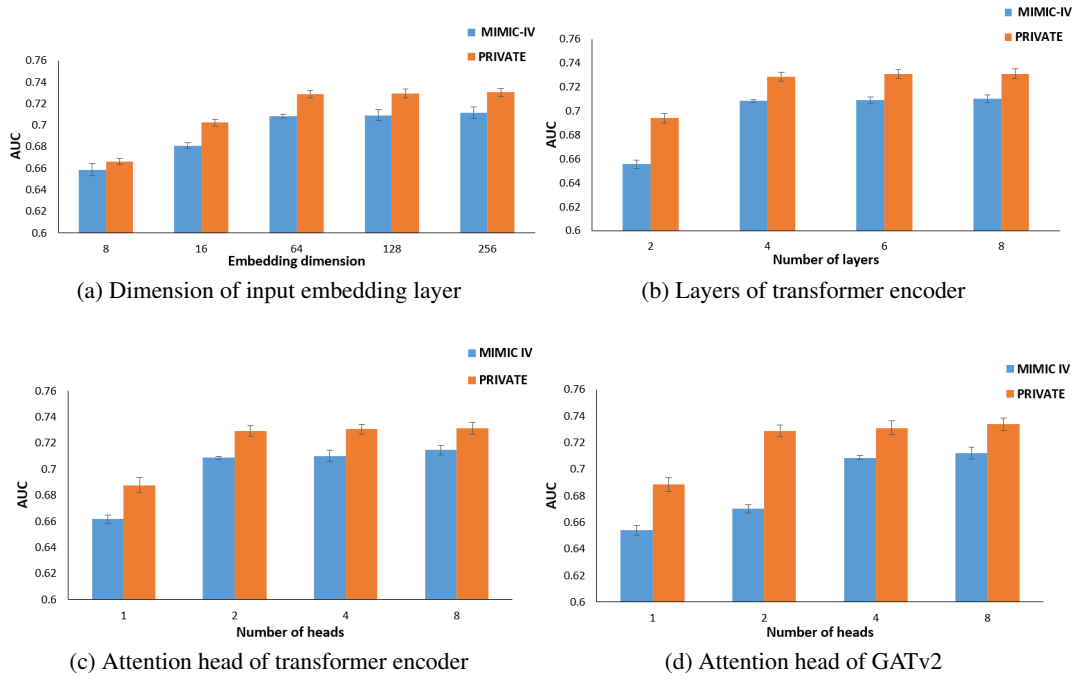 MIMIC-IV
PRIVATE
0.76
0.74
0.72
0.7
0.68
0.66
0.64
0.62
0.6
AUC
8 16 64 128 256
Embedding dimension
(a) Dimension of input embedding layer
MIMIC-IV
PRIVATE
0.76
0.74
0.72
0.7
0.68
0.66
0.64
0.62
0.6
AUC
2 4 6 8
Number of layers
(b) Layers of transformer encoder
MIMIC IV
PRIVATE
0.76
0.74
0.72
0.7
0.68
0.66
0.64
0.62
0.6
AUC
1 2 4 8
Number of heads
(c) Attention head of transformer encoder
MIMIC IV
PRIVATE
0.76
0.74
0.72
0.7
0.68
0.66
0.64
0.62
0.6
AUC
1 2 4 8
Number of heads
(d) Attention head of GATv2